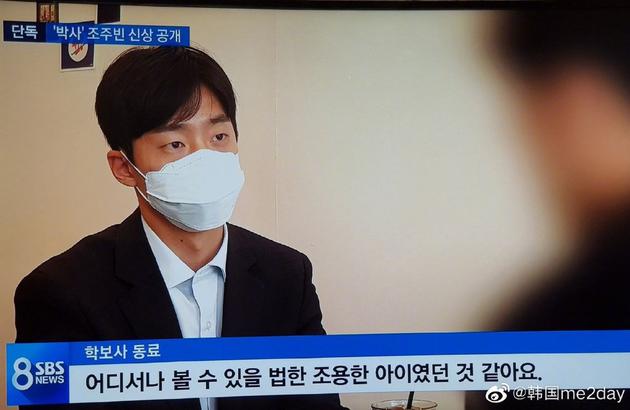 단독 '박사' 조주빈 신상 공개
학보사 동료
8 SBS NEWS
어디서나 볼 수 있을 법한 조용한 아이였던 것 같아요.
@韩国me2day